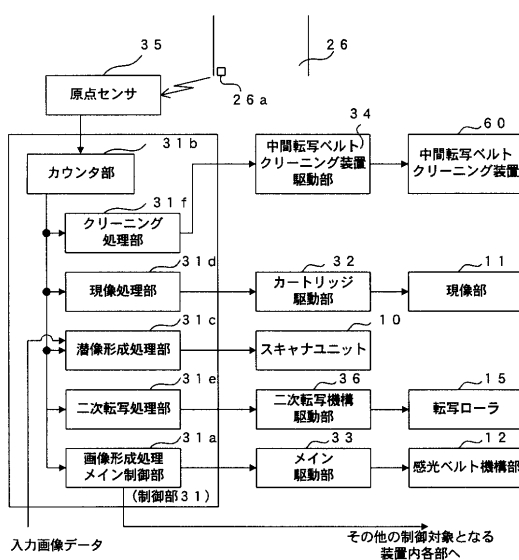 35
26
原点センサ
26a
31b
34
60
カウンタ部
中間転写ベルト
クリーニング装置
駆動部
中間転写ベルト
クリーニング装置
31f
クリーニング
処理部
31d
32
11
現像処理部
カートリッジ
駆動部
現像部
31c
10
潜像形成処理部
スキャナユニット
31e
36
15
二次転写処理部
二次転写機構
駆動部
転写ローラ
31a
33
12
画像形成処理
メイン制御部
メイン
駆動部
感光ベルト機構部
(制御部31)
入力画像データ
その他の制御対象となる
装置内各部へ